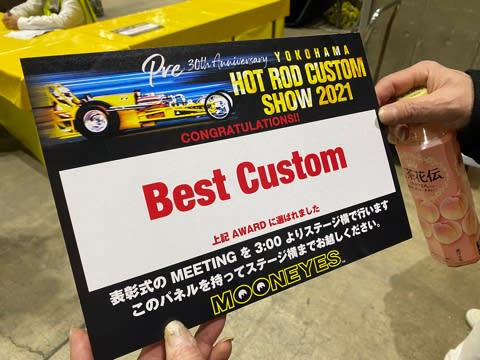 Pre 30th Anniversary YOKOHAMA
HOT ROD CUSTOM
SHOW 2021
CONGRATULATIONS!!
Best Custom
上記 AWARD に選ばれました
表彰式の MEETING を 3:00 よりステージ横で行います
このパネルを持ってステージ横までお越しください。
MOONEYES
花伝